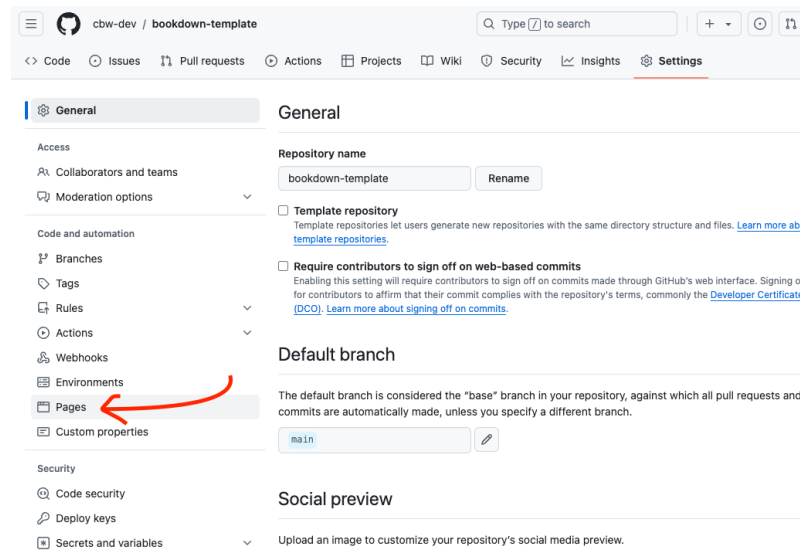 cbw-dev / bookdown-template
Type / to search
Code Issues Pull requests Actions Projects Wiki Security Insights Settings
General
Access
Collaborators and teams
Moderation options
Code and automation
Branches
Tags
Rules
Actions
Webhooks
Environments
Pages
Custom properties
Security
Code security
Deploy keys
Secrets and variables
General
Repository name
bookdown-template Rename
Template repository
Template repositories let users generate new repositories with the same directory structure and files. Learn more
template repositories.
Require contributors to sign off on web-based commits
Enabling this setting will require contributors to sign off on commits made through GitHub's web interface. Signing
for contributors to affirm that their commit complies with the repository's terms, commonly the Developer Certificate
(DCO). Learn more about signing off on commits.
Default branch
The default branch is considered the “base” branch in your repository, against which all pull requests and
commits are automatically made, unless you specify a different branch.
main
Social preview
Upload an image to customize your repository's social media preview.